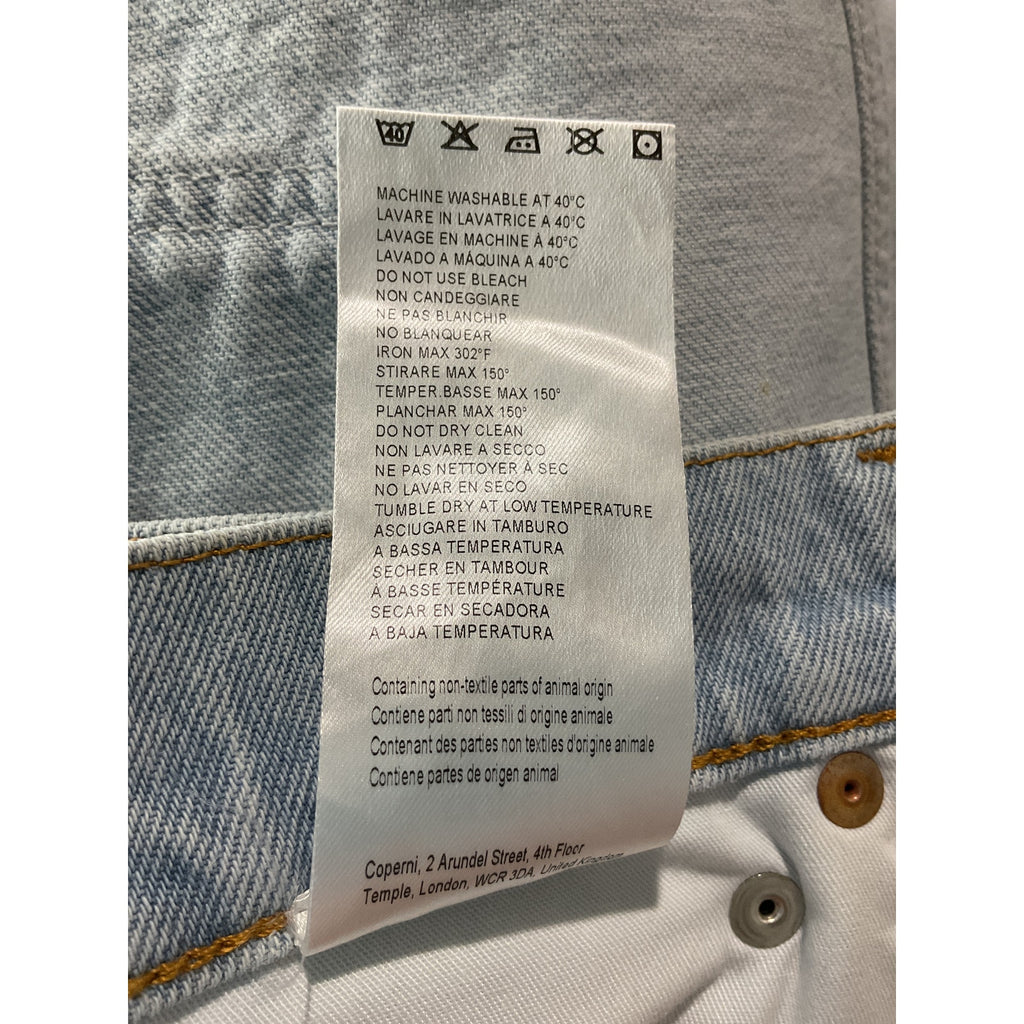 40
MACHINE WASHABLE AT 40°C
LAVARE IN LAVATRICE A 40°C
LAVAGE EN MACHINE À 40°C
LAVADO A MÁQUINA A 40°C
DO NOT USE BLEACH
NON CANDEGGIARE
NE PAS BLANCHIR
NO BLANQUEAR
IRON MAX 302°F
STIRARE MAX 150°
TEMPER.BASSE MAX 150°
PLANCHAR MAX 150°
DO NOT DRY CLEAN
NON LAVARE A SECCO
NE PAS NETTOYER À SEC
NO LAVAR EN SECO
TUMBLE DRY AT LOW TEMPERATURE
ASCIUGARE IN TAMBURO
A BASSA TEMPERATURA
SECHER EN TAMBOUR
À BASSE TEMPÉRATURE
SECAR EN SECADORA
A BAJA TEMPERATURA
Containing non-textile parts of animal origin
Contiene parti non tessili di origine animale
Contenant des parties non textiles d'origine animale
Contiene partes de origen animal
Coperni, 2 Arundel Street, 4th Floor
Temple, London, WCR 3DA, United Kingdom